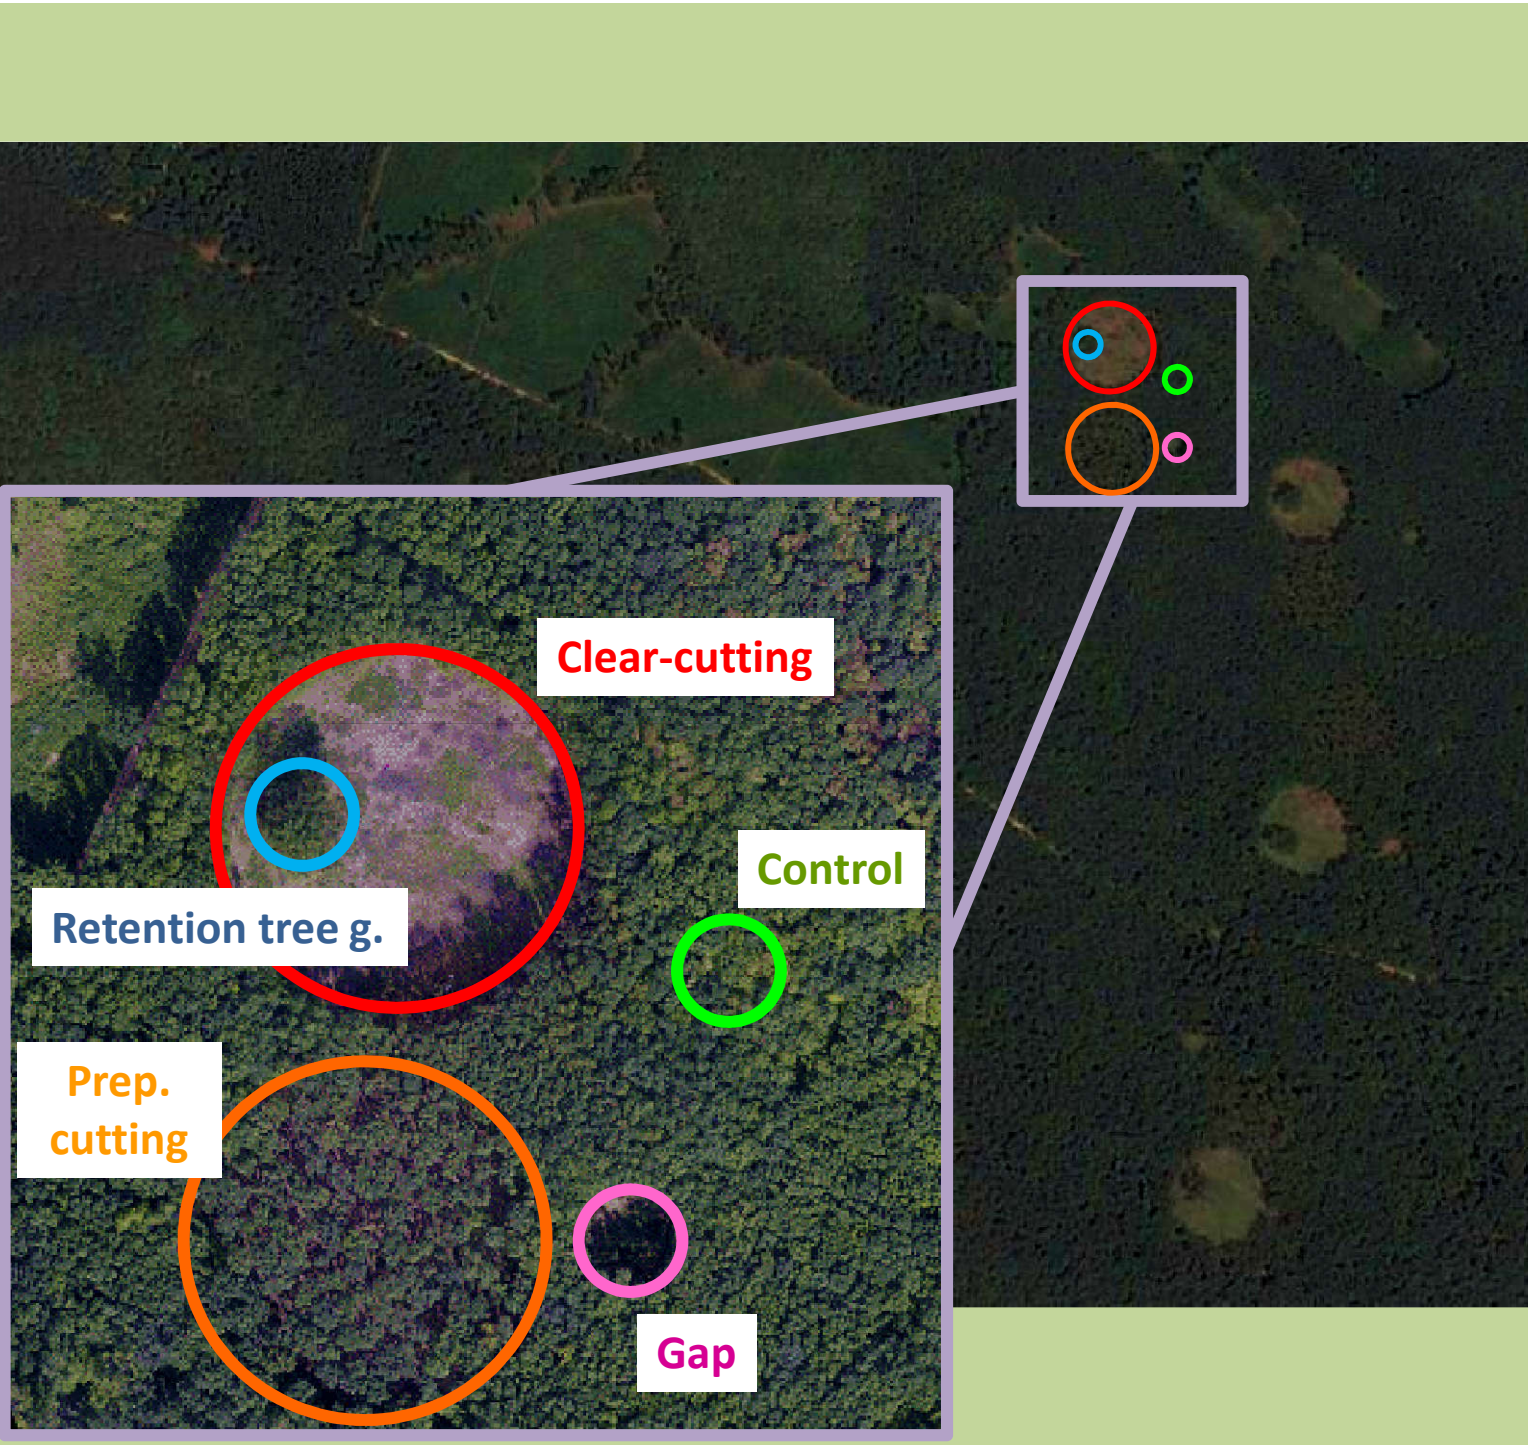 Clear-cutting
Control
Retention tree g.
Prep.
cutting
Gap